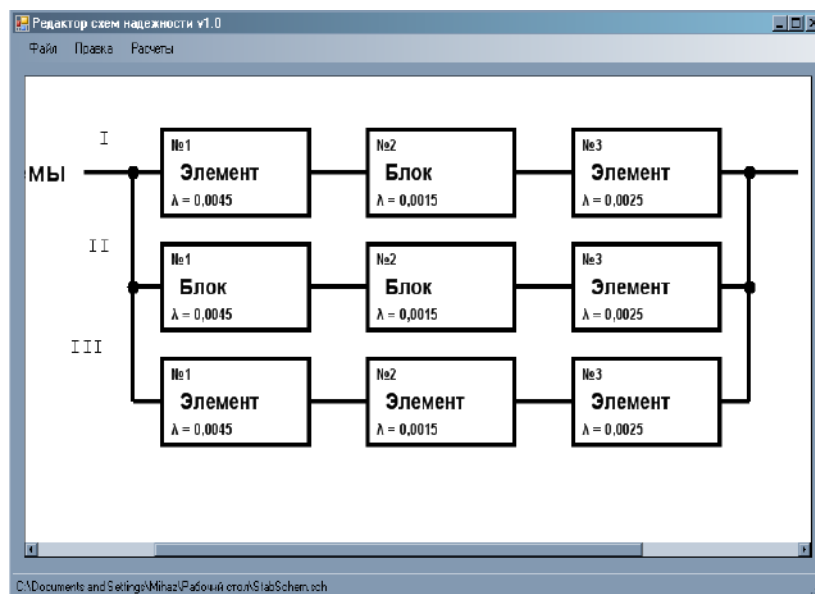 Редактор схем надежности v1.0
Файл Правка Расчеты
I
мы
№1 №2 №3
Элемент Блок Элемент
λ = 0,0045 λ = 0,0015 λ = 0,0025
II
№1 №2 №3
Блок Блок Элемент
λ = 0,0045 λ = 0,0015 λ = 0,0025
III
№1 №2 №3
Элемент Элемент Элемент
λ = 0,0045 λ = 0,0015 λ = 0,0025
C:\Documents and Settings\Mihaz\Рабочий стол\StabSchem.sch